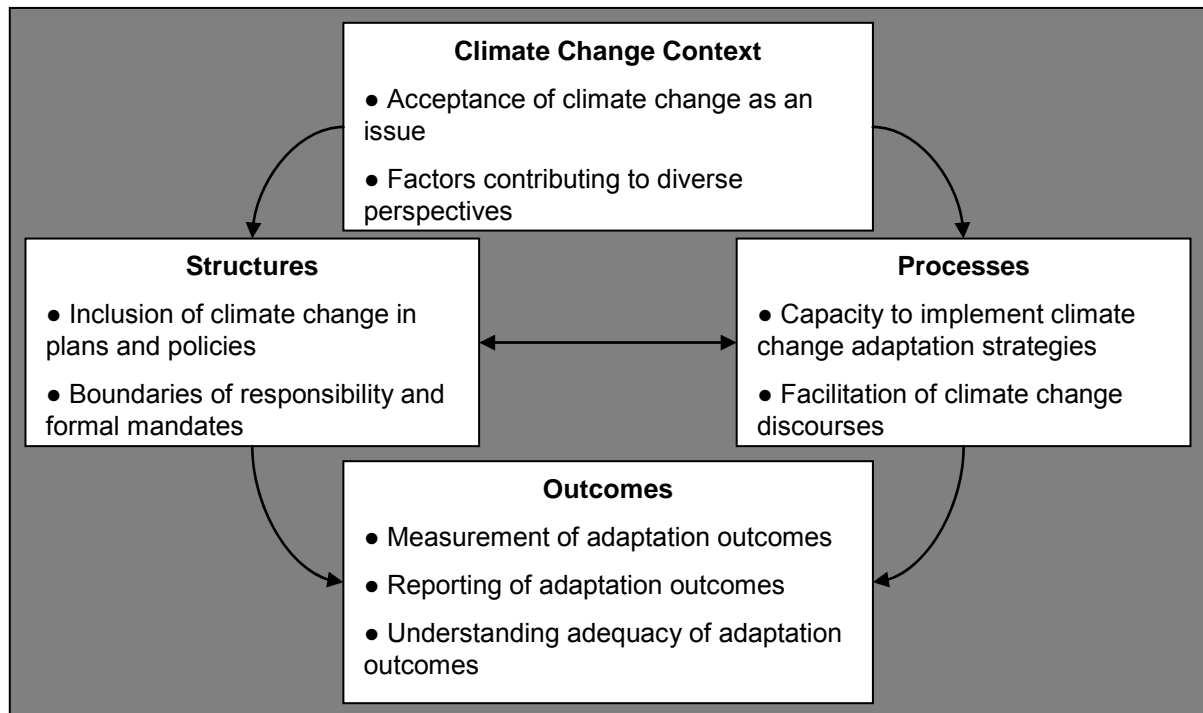 Climate Change Context
● Acceptance of climate change as an
issue
● Factors contributing to diverse
perspectives
Structures
● Inclusion of climate change in
plans and policies
● Boundaries of responsibility and
formal mandates
Processes
● Capacity to implement climate
change adaptation strategies
● Facilitation of climate change
discourses
Outcomes
● Measurement of adaptation outcomes
● Reporting of adaptation outcomes
● Understanding adequacy of adaptation
outcomes